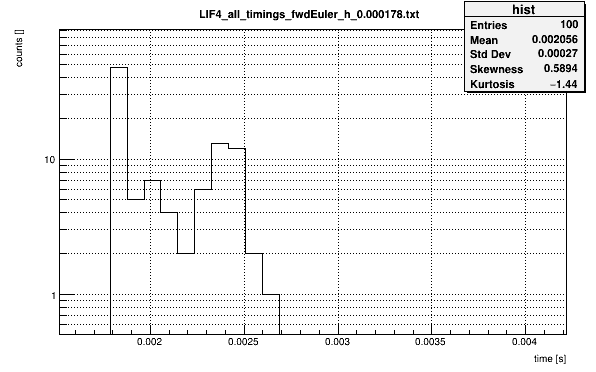 LIF4_all_timings_fwdEuler_h_0.000178.txt
hist
Entries 100
Mean 0.002056
Std Dev 0.00027
Skewness 0.5894
Kurtosis −1.44
counts []
10
1
0.002 0.0025 0.003 0.0035 0.004
time [s]